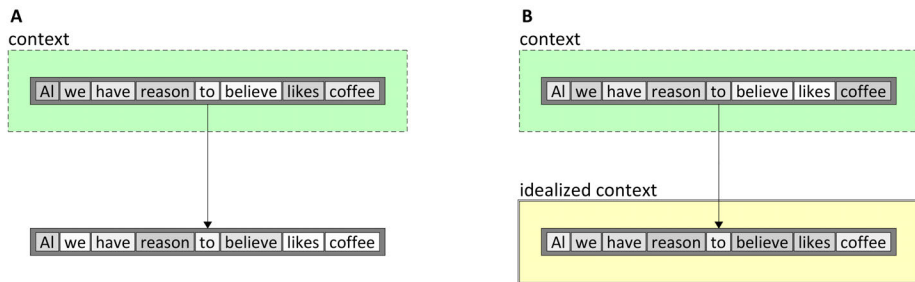 A
context
Al we have reason to believe likes coffee
Al we have reason to believe likes coffee
B
context
Al we have reason to believe likes coffee
idealized context
Al we have reason to believe likes coffee